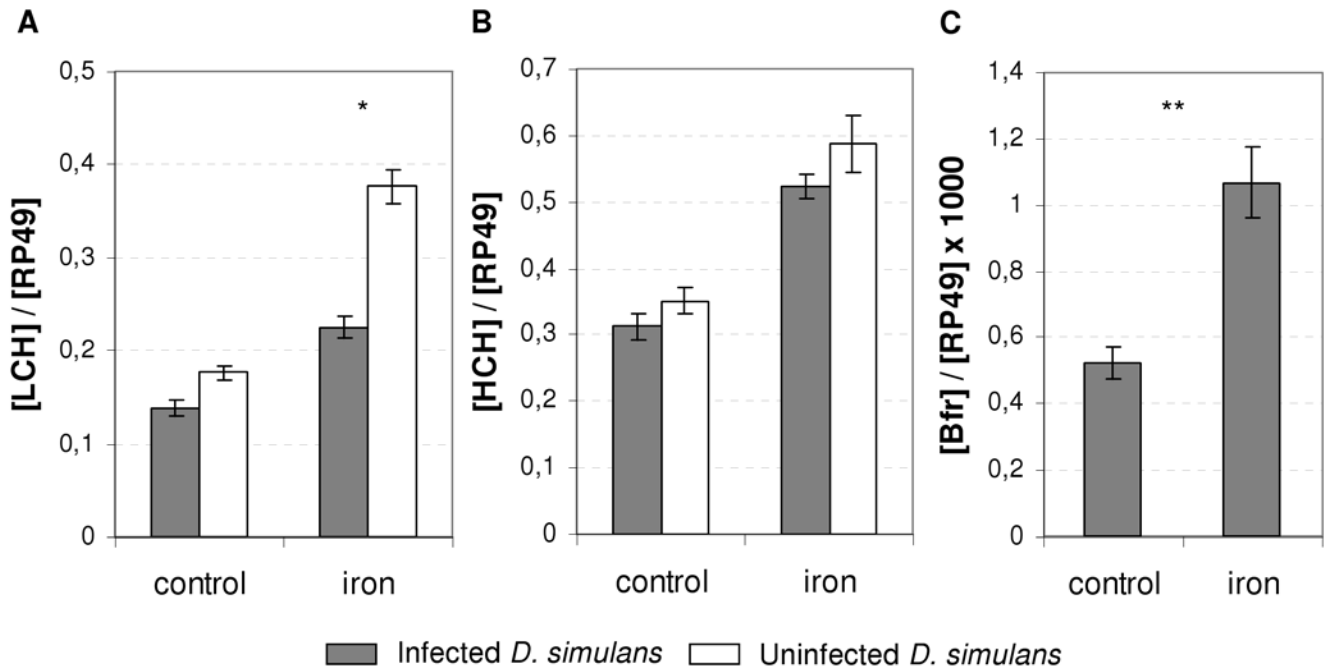 A
[LCH] / [RP49]
0,5
0,4
0,3
0,2
0,1
0
*
control
iron
B
[HCH] / [RP49]
0,7
0,6
0,5
0,4
0,3
0,2
0,1
0
control
iron
C
[Bfr] / [RP49] x 1000
1,4
1,2
1
0,8
0,6
0,4
0,2
0
**
control
iron
Infected D. simulans
Uninfected D. simulans